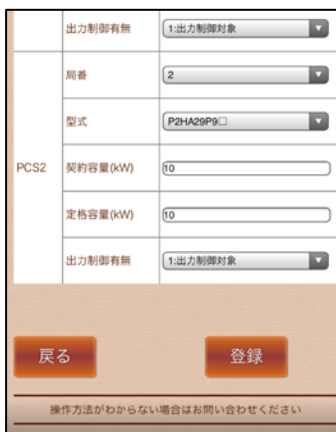 出力制御有無
1:出力制御対象
局番
2
型式
P2HA29P9□
PCS2
契約容量(kW)
10
定格容量(kW)
10
出力制御有無
1:出力制御対象
戻る
登録
操作方法がわからない場合はお問い合わせください